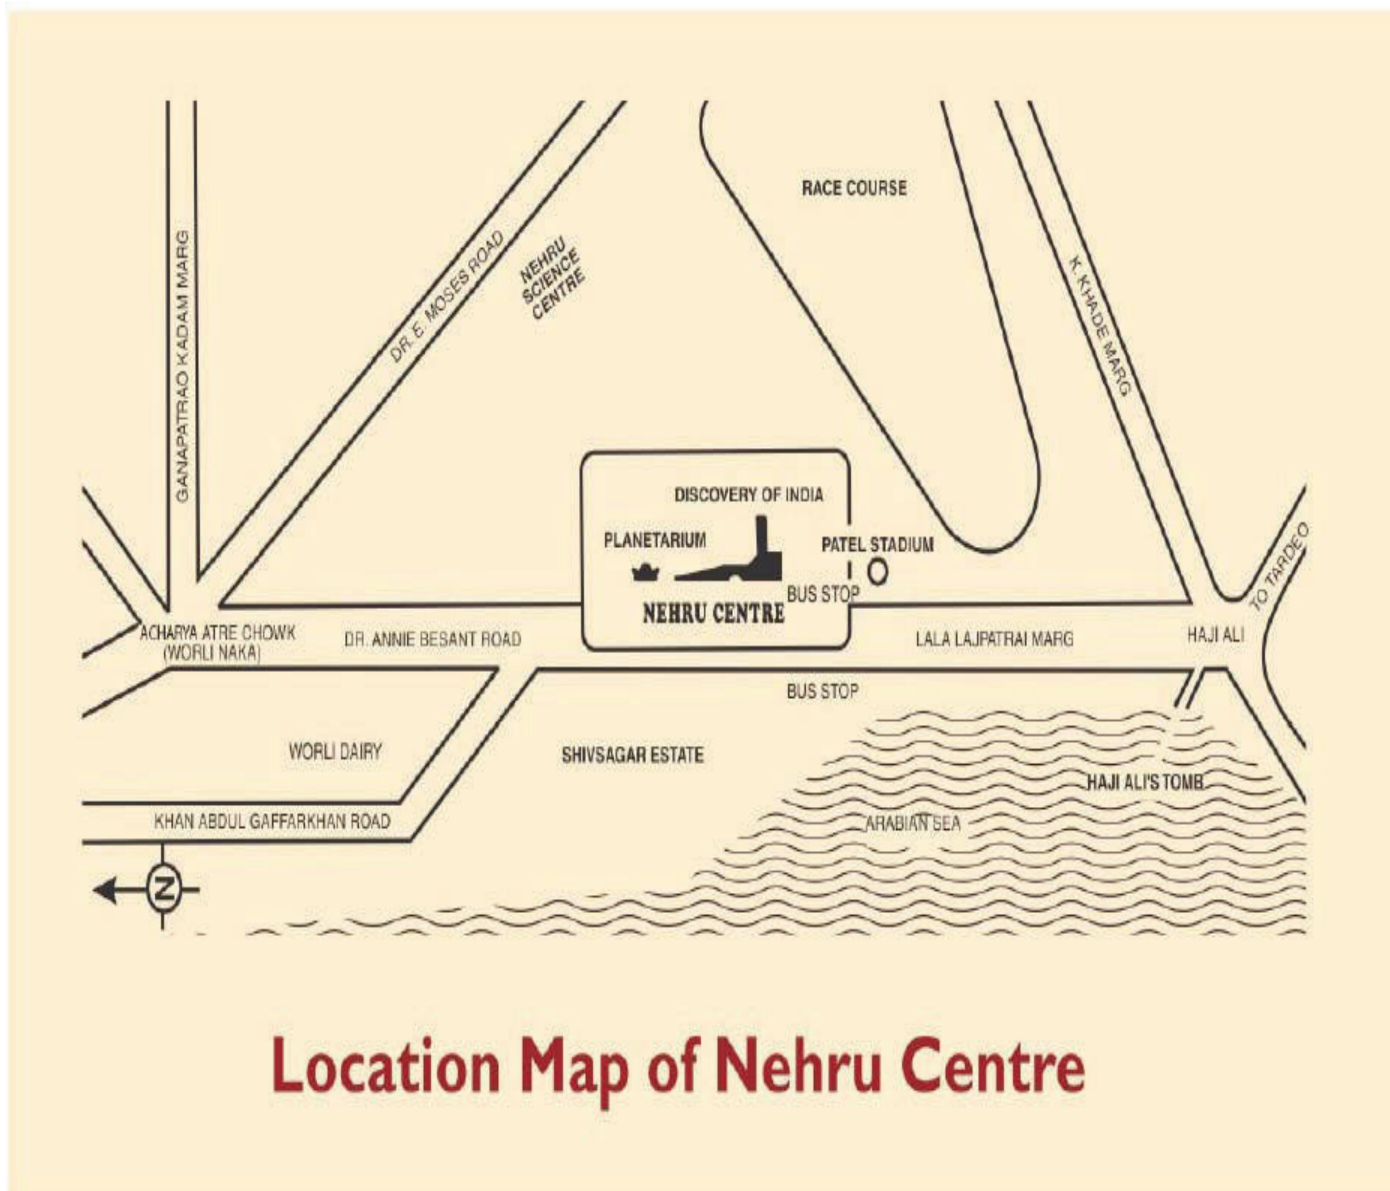 RACE COURSE
GANAPATRAO KADAM MARG
DR. E. MOSES ROAD
NEHRU
SCIENCE
CENTRE
K. KHADE MARG
DISCOVERY OF INDIA
PLANETARIUM
PATEL STADIUM
TO TARDEO
BUS STOP
NEHRU CENTRE
ACHARYA ATRE CHOWK
(WORLI NAKA)
DR. ANNIE BESANT ROAD
LALA LAJPATRAI MARG
HAJI ALI
BUS STOP
WORLI DAIRY
SHIVSAGAR ESTATE
HAJI ALI'S TOMB
KHAN ABDUL GAFFARKHAN ROAD
ARABIAN SEA
N
Location Map of Nehru Centre